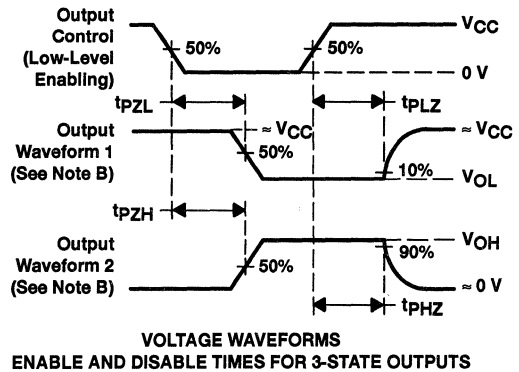 Output
Control
(Low-Level
Enabling)
50%
50%
VCC
0 V
tPZL
tPLZ
Output
Waveform 1
(See Note B)
≈ VCC
50%
≈ VCC
10%
VOL
tPZH
Output
Waveform 2
(See Note B)
50%
VOH
90%
≈ 0 V
tPHZ
VOLTAGE WAVEFORMS
ENABLE AND DISABLE TIMES FOR 3-STATE OUTPUTS